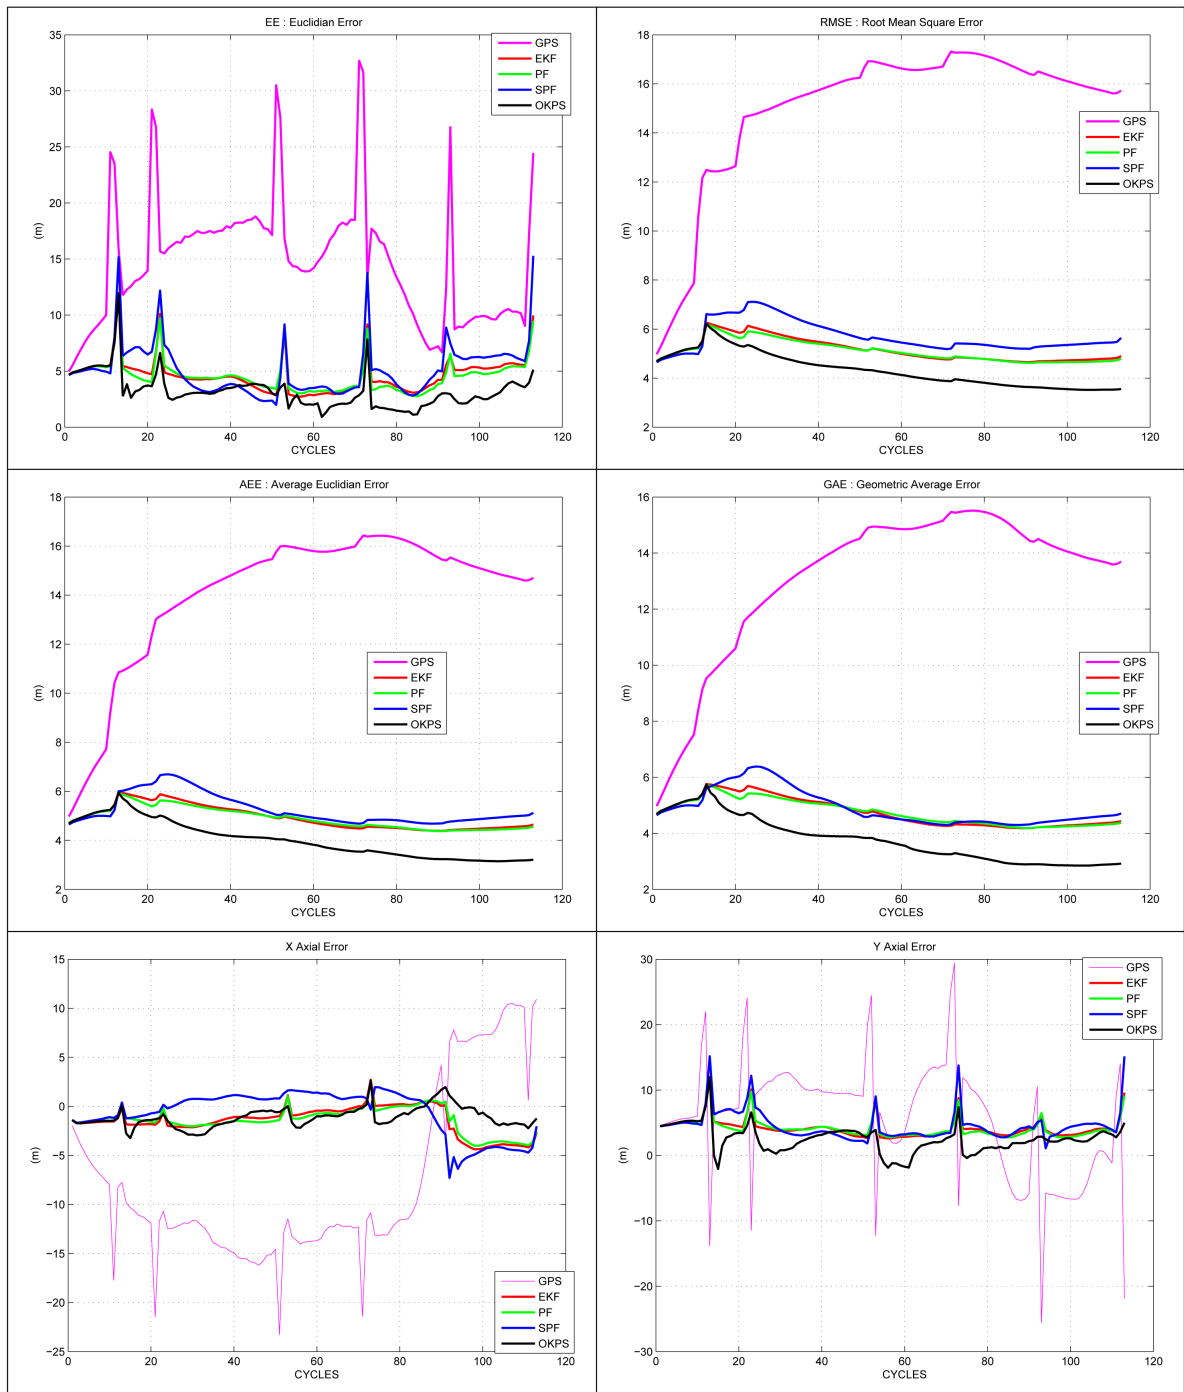 EE : Euclidian Error
35
30
25
20
15
10
5
0
(m)
0 20 40 60 80 100 120
CYCLES
GPS
EKF
PF
SPF
OKPS
RMSE : Root Mean Square Error
18
16
14
12
10
8
6
4
2
(m)
0 20 40 60 80 100 120
CYCLES
GPS
EKF
PF
SPF
OKPS
AEE : Average Euclidian Error
18
16
14
12
10
8
6
4
2
(m)
0 20 40 60 80 100 120
CYCLES
GPS
EKF
PF
SPF
OKPS
GAE : Geometric Average Error
16
14
12
10
8
6
4
2
(m)
0 20 40 60 80 100 120
CYCLES
GPS
EKF
PF
SPF
OKPS
X Axial Error
15
10
5
0
−5
−10
−15
−20
−25
(m)
0 20 40 60 80 100 120
CYCLES
GPS
EKF
PF
SPF
OKPS
Y Axial Error
30
20
10
0
−10
−20
−30
(m)
0 20 40 60 80 100 120
CYCLES
GPS
EKF
PF
SPF
OKPS